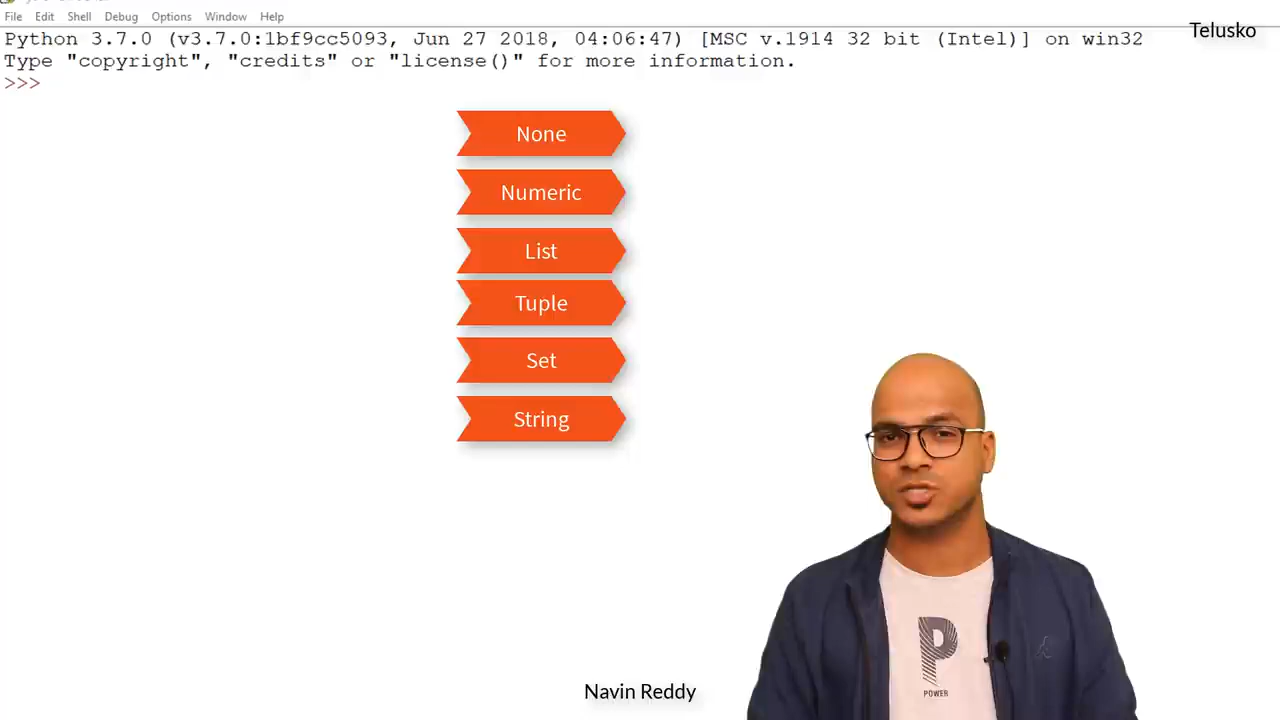 File Edit Shell Debug Options Window Help
Telusko
Python 3.7.0 (v3.7.0:1bf9cc5093, Jun 27 2018, 04:06:47) [MSC v.1914 32 bit (Intel)] on win32
Type "copyright", "credits" or "license()" for more information.
>>>
None
Numeric
List
Tuple
Set
String
P
POWER
Navin Reddy